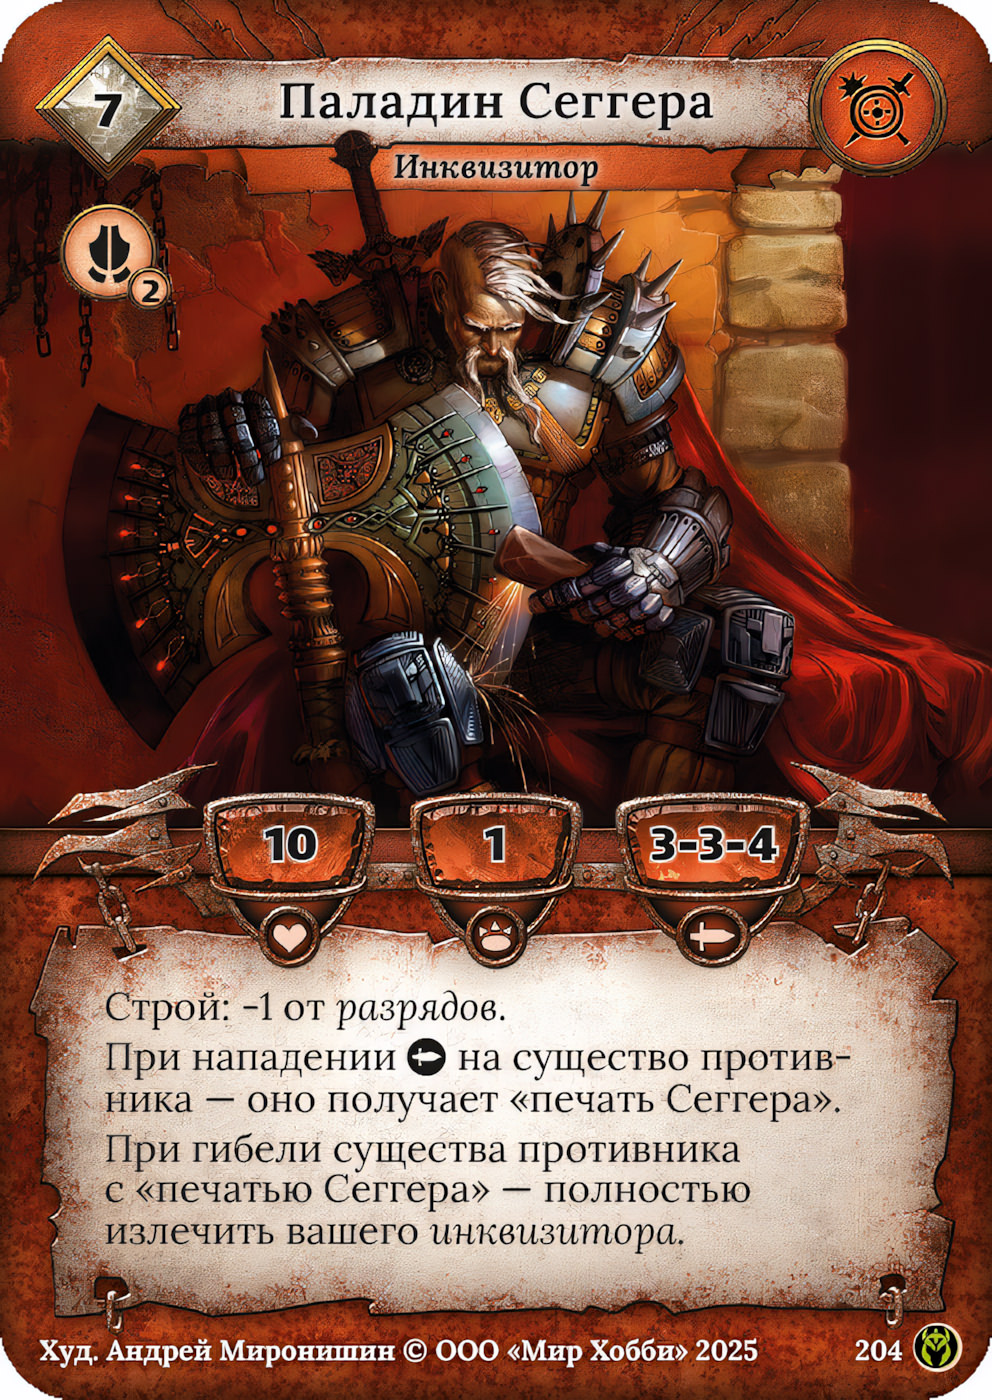 7
Паладин Сеггера
Инквизитор
2
10
1
3-3-4
Строй: -1 от разрядов.
При нападении на существо против-
ника — оно получает «печать Сеггера».
При гибели существа противника
с «печатью Сеггера» — полностью
излечить вашего инквизитора.
Худ. Андрей Миронишин © ООО «Мир Хобби» 2025
204